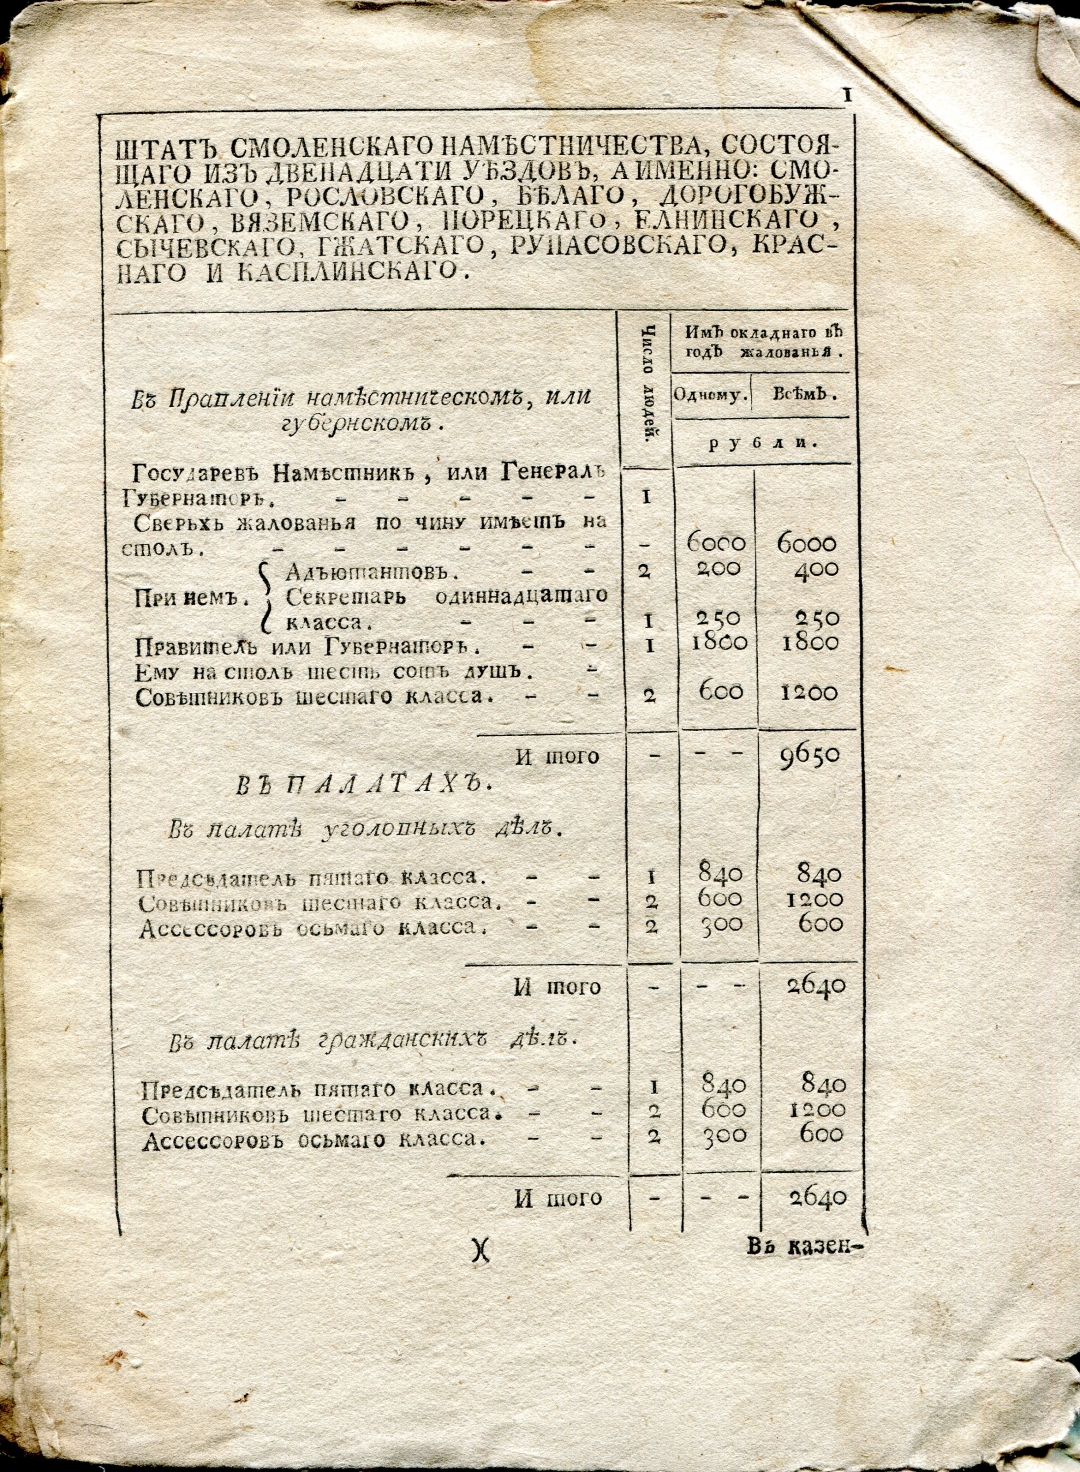 1
ШТАТЪ СМОЛЕНСКАГО НАМѢСТНИЧЕСТВА, СОСТОЯ-
ЩАГО ИЗЪ ДВЕНАДЦАТИ УѢЗДОВЪ, А ИМЕННО: СМО-
ЛЕНСКАГО, РОСЛОВСКАГО, БѢЛАГО, ДОРОГОБУЖ-
СКАГО, ВЯЗЕМСКАГО, ПОРЕЦКАГО, ЕЛНИНСКАГО,
СЫЧЕВСКАГО, ГЖАТСКАГО, РУПАСОВСКАГО, КРАС-
НАГО И КАСПЛИНСКАГО.
Число людей.
Имъ окладнаго въ
годъ жалованья.
Одному. Всѣмъ.
рубли.
Въ Правленїи намѣстническомъ, или
губернскомъ.
Государевъ Намѣстникъ, или Генералъ
Губернаторъ. - - - - - 1
Сверьхъ жалованья по чину имѣетъ на
столъ. - - - - - - - 6000 6000
Адъютантовъ. - - 2 200 400
При немъ. Секретарь одиннадцатаго
класса. - - - 1 250 250
Правитель или Губернаторъ. - - 1 1800 1800
Ему на столъ шесть сотъ душъ. -
Совѣтниковъ шестаго класса. - - 2 600 1200
И того - - - 9650
ВЪ ПАЛАТАХЪ.
Въ палатѣ уголовныхъ дѣлъ.
Предсѣдатель пятаго класса. - - 1 840 840
Совѣтниковъ шестаго класса. - - 2 600 1200
Ассессоровъ осьмаго класса. - - 2 300 600
И того - - - 2640
Въ палатѣ гражданскихъ дѣлъ.
Предсѣдатель пятаго класса. - - 1 840 840
Совѣтниковъ шестаго класса. - - 2 600 1200
Ассессоровъ осьмаго класса. - - 2 300 600
И того - - - 2640
)( Въ казен-